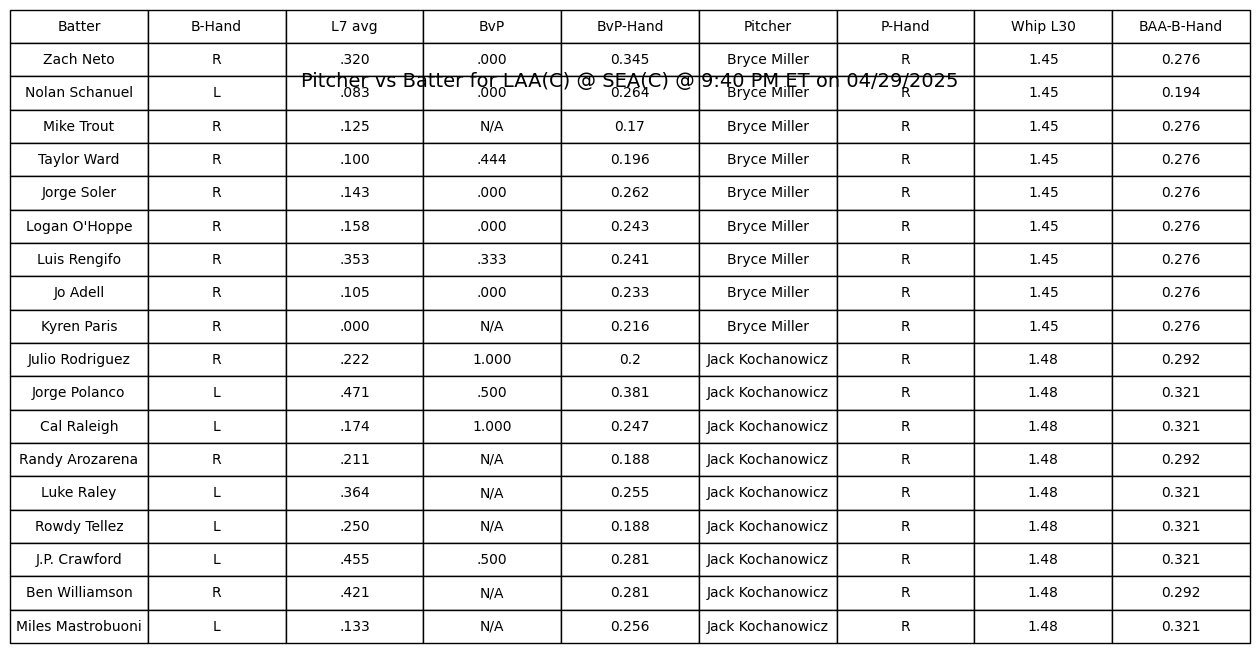 Batter B-Hand L7 avg BvP BvP-Hand Pitcher P-Hand Whip L30 BAA-B-Hand
Zach Neto R .320 .000 0.345 Bryce Miller R 1.45 0.276
Pitcher vs Batter for LAA(C) @ SEA(C) @ 9:40 PM ET on 04/29/2025
Nolan Schanuel L .083 .000 0.264 Bryce Miller R 1.45 0.194
Mike Trout R .125 N/A 0.17 Bryce Miller R 1.45 0.276
Taylor Ward R .100 .444 0.196 Bryce Miller R 1.45 0.276
Jorge Soler R .143 .000 0.262 Bryce Miller R 1.45 0.276
Logan O'Hoppe R .158 .000 0.243 Bryce Miller R 1.45 0.276
Luis Rengifo R .353 .333 0.241 Bryce Miller R 1.45 0.276
Jo Adell R .105 .000 0.233 Bryce Miller R 1.45 0.276
Kyren Paris R .000 N/A 0.216 Bryce Miller R 1.45 0.276
Julio Rodriguez R .222 1.000 0.2 Jack Kochanowicz R 1.48 0.292
Jorge Polanco L .471 .500 0.381 Jack Kochanowicz R 1.48 0.321
Cal Raleigh L .174 1.000 0.247 Jack Kochanowicz R 1.48 0.321
Randy Arozarena R .211 N/A 0.188 Jack Kochanowicz R 1.48 0.292
Luke Raley L .364 N/A 0.255 Jack Kochanowicz R 1.48 0.321
Rowdy Tellez L .250 N/A 0.188 Jack Kochanowicz R 1.48 0.321
J.P. Crawford L .455 .500 0.281 Jack Kochanowicz R 1.48 0.321
Ben Williamson R .421 N/A 0.281 Jack Kochanowicz R 1.48 0.292
Miles Mastrobuoni L .133 N/A 0.256 Jack Kochanowicz R 1.48 0.321